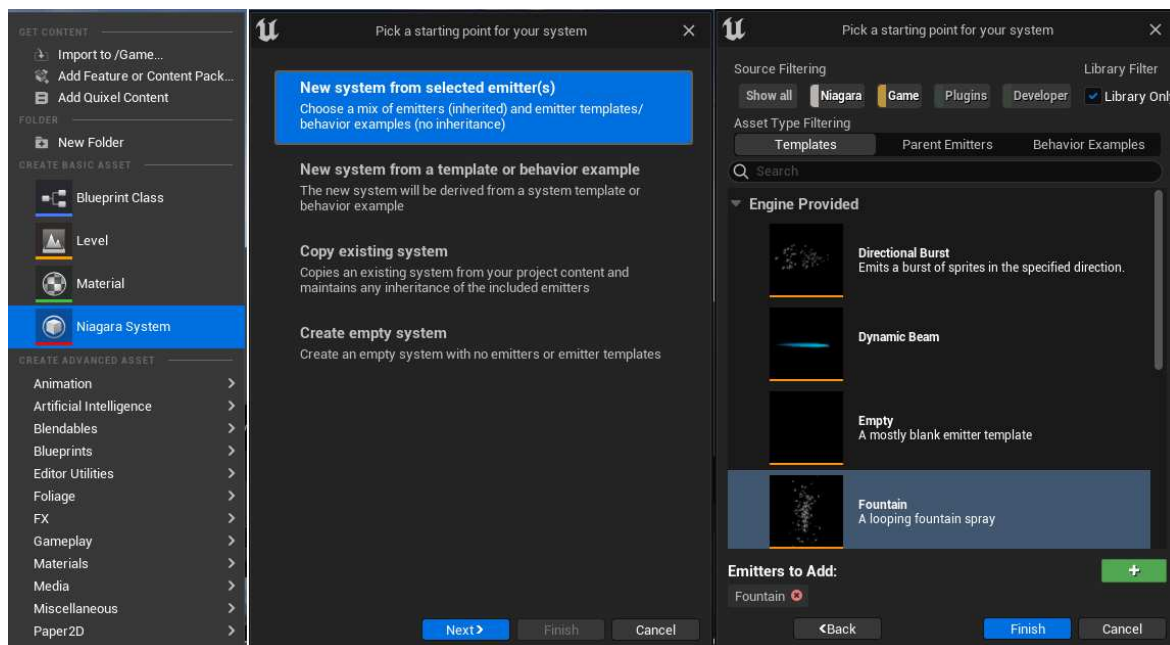 GET CONTENT
Import to /Game...
Add Feature or Content Pack...
Add Quixel Content
FOLDER
New Folder
CREATE BASIC ASSET
Blueprint Class
Level
Material
Niagara System
CREATE ADVANCED ASSET
Animation
Artificial Intelligence
Blendables
Blueprints
Editor Utilities
Foliage
FX
Gameplay
Materials
Media
Miscellaneous
Paper2D
Pick a starting point for your system
New system from selected emitter(s)
Choose a mix of emitters (inherited) and emitter templates/
behavior examples (no inheritance)
New system from a template or behavior example
The new system will be derived from a system template or
behavior example
Copy existing system
Copies an existing system from your project content and
maintains any inheritance of the included emitters
Create empty system
Create an empty system with no emitters or emitter templates
Next Finish Cancel
Pick a starting point for your system
Source Filtering Library Filter
Show all Niagara Game Plugins Developer Library Onl
Asset Type Filtering
Templates Parent Emitters Behavior Examples
Search
Engine Provided
Directional Burst
Emits a burst of sprites in the specified direction.
Dynamic Beam
Empty
A mostly blank emitter template
Fountain
A looping fountain spray
Emitters to Add:
Fountain
Back Finish Cancel